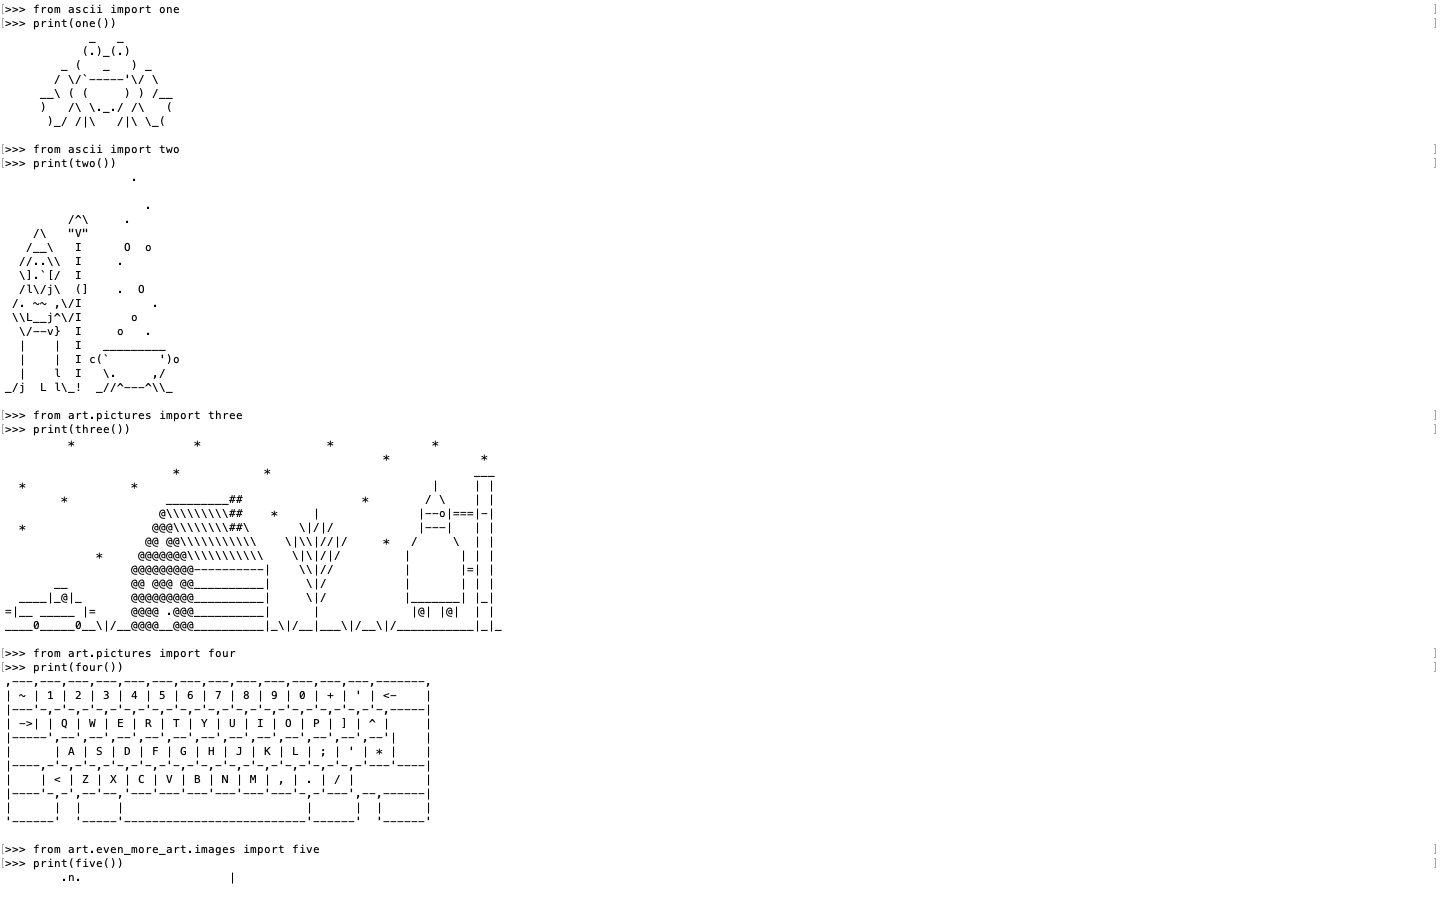 >>> from ascii import one
>>> print(one())
            _   _
           (.)_(.)
        _ (   _   ) _
       / \/`-----'\/ \
     __\ ( (     ) ) /__
     )   /\ \._./ /\   (
      )_/ /|\   /|\ \_(
>>> from ascii import two
>>> print(two())
                  .
                    .
         /^\     .
    /\   "V"
   /__\   I      O  o
  //..\\  I     .
  \].`[/  I
  /l\/j\  (]    .  O
 /. ~~ ,\/I          .
 \\L__j^\/I       o
  \/--v}  I     o   .
  |    |  I   _________
  |    |  I c(`       ')o
  |    l  I   \.     ,/
_/j  L l\_!  _//^---^\\_
>>> from art.pictures import three
>>> print(three())
         *                 *                  *              *
                                                      *             *
                        *            *                             ___
  *               *                                          |     | |
        *              _________##                 *        / \    | |
                      @\\\\\\\\\##    *     |              |--o|===|-|
  *                  @@@\\\\\\\\##\       \|/|/            |---|   | |
                    @@ @@\\\\\\\\\\\    \|\\|//|/     *   /     \  | |
             *     @@@@@@@\\\\\\\\\\\    \|\|/|/         |       | | |
                  @@@@@@@@@----------|    \\|//          |       |=| |
       __         @@ @@@ @@__________|     \|/           |       | | |
  ____|_@|_       @@@@@@@@@__________|     \|/           |_______| |_|
=|__ _____ |=     @@@@ .@@@__________|      |             |@| |@|  | |
____0_____0__\|/__@@@@__@@@__________|_\|/__|___\|/__\|/___________|_|_
>>> from art.pictures import four
>>> print(four())
,---,---,---,---,---,---,---,---,---,---,---,---,---,-------,
| ~ | 1 | 2 | 3 | 4 | 5 | 6 | 7 | 8 | 9 | 0 | + | ' | <-    |
|---'-,-'-,-'-,-'-,-'-,-'-,-'-,-'-,-'-,-'-,-'-,-'-,-'-,-----|
| ->| | Q | W | E | R | T | Y | U | I | O | P | ] | ^ |     |
|-----',--',--',--',--',--',--',--',--',--',--',--',--'|    |
|      | A | S | D | F | G | H | J | K | L | ; | ' | * |    |
|----,-'-,-'-,-'-,-'-,-'-,-'-,-'-,-'-,-'-,-'-,-'-,-'---'----|
|    | < | Z | X | C | V | B | N | M | , | . | / |          |
|----'-,-',--'--,'---'---'---'---'---'---'-,-'---',--,------|
|      |  |     |                          |      |  |      |
'------'  '-----'--------------------------'------'  '------'
>>> from art.even_more_art.images import five
>>> print(five())
        .n.                     |